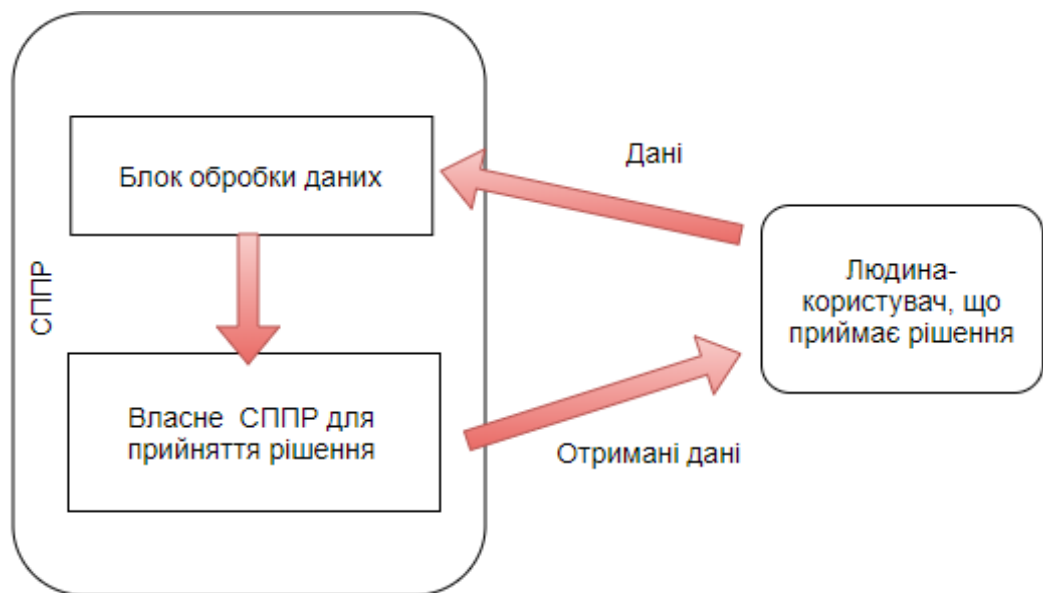 СППР
Блок обробки даних
Власне СППР для
прийняття рішення
Дані
Отримані дані
Людина-
користувач, що
приймає рішення